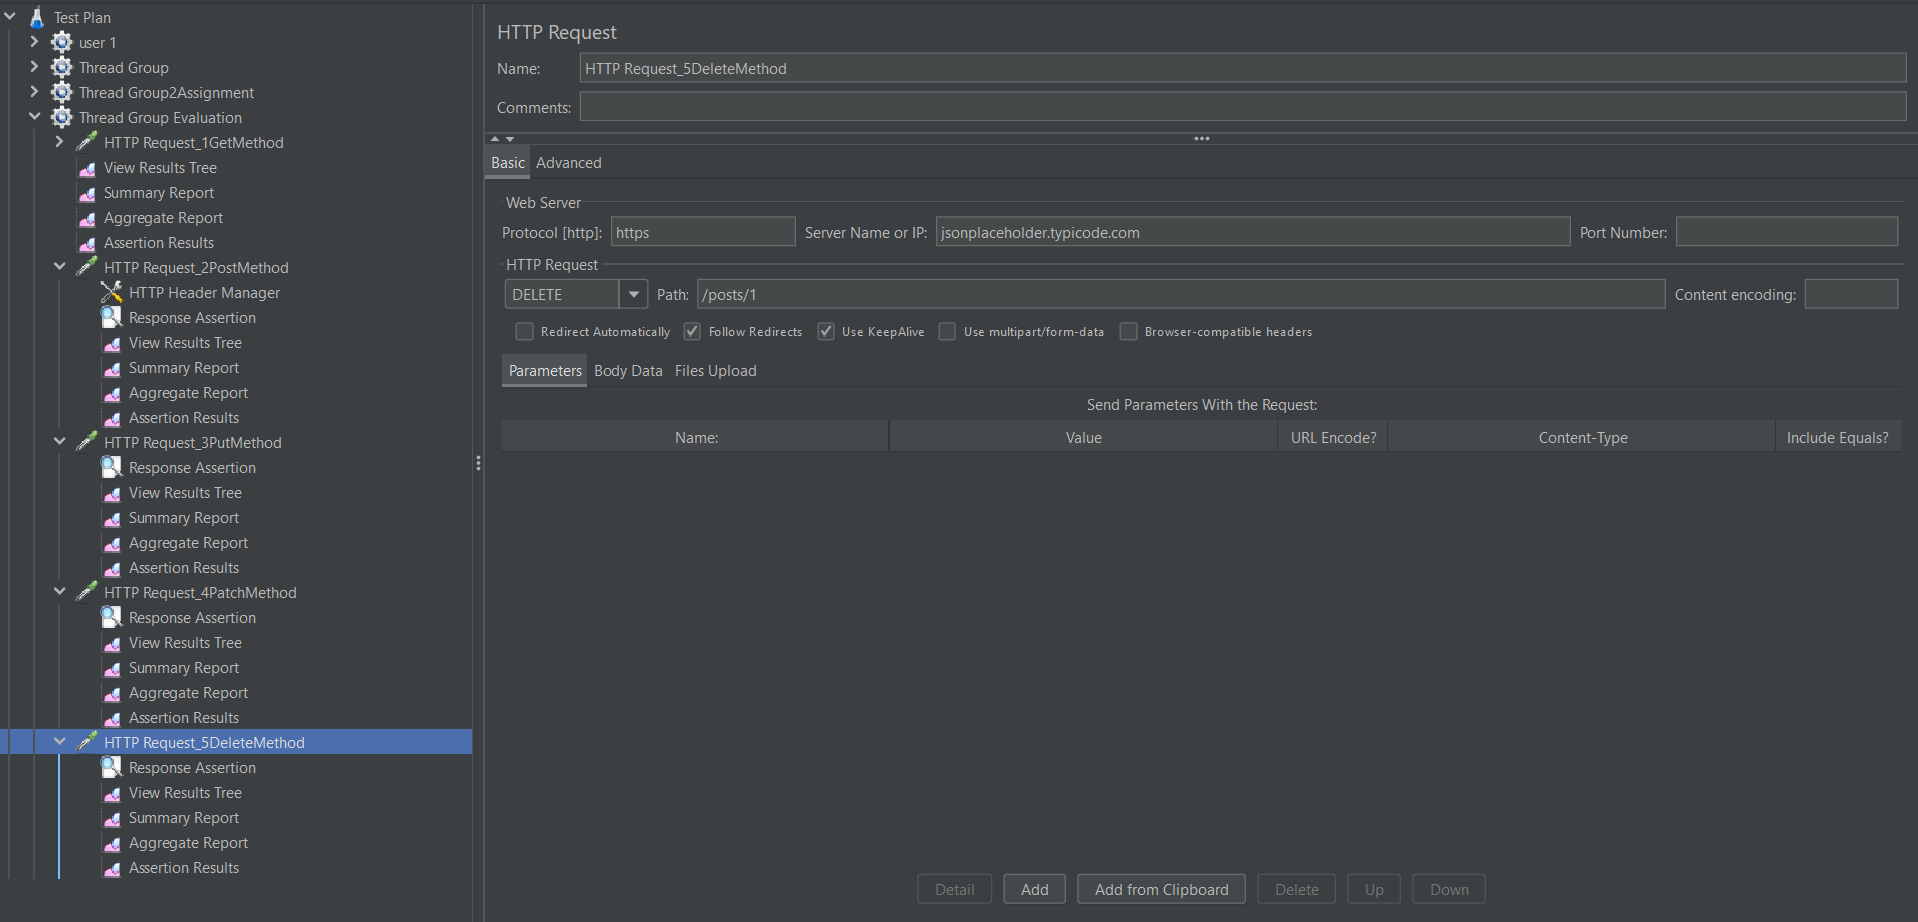 Test Plan
user 1
Thread Group
Thread Group2Assignment
Thread Group Evaluation
HTTP Request_1GetMethod
View Results Tree
Summary Report
Aggregate Report
Assertion Results
HTTP Request_2PostMethod
HTTP Header Manager
Response Assertion
View Results Tree
Summary Report
Aggregate Report
Assertion Results
HTTP Request_3PutMethod
Response Assertion
View Results Tree
Summary Report
Aggregate Report
Assertion Results
HTTP Request_4PatchMethod
Response Assertion
View Results Tree
Summary Report
Aggregate Report
Assertion Results
HTTP Request_5DeleteMethod
Response Assertion
View Results Tree
Summary Report
Aggregate Report
Assertion Results
HTTP Request
Name: HTTP Request_5DeleteMethod
Comments:
Basic Advanced
Web Server
Protocol [http]: https Server Name or IP: jsonplaceholder.typicode.com Port Number:
HTTP Request
DELETE Path: /posts/1 Content encoding:
Redirect Automatically Follow Redirects Use KeepAlive Use multipart/form-data Browser-compatible headers
Parameters Body Data Files Upload
Send Parameters With the Request:
Name: Value URL Encode? Content-Type Include Equals?
Detail Add Add from Clipboard Delete Up Down